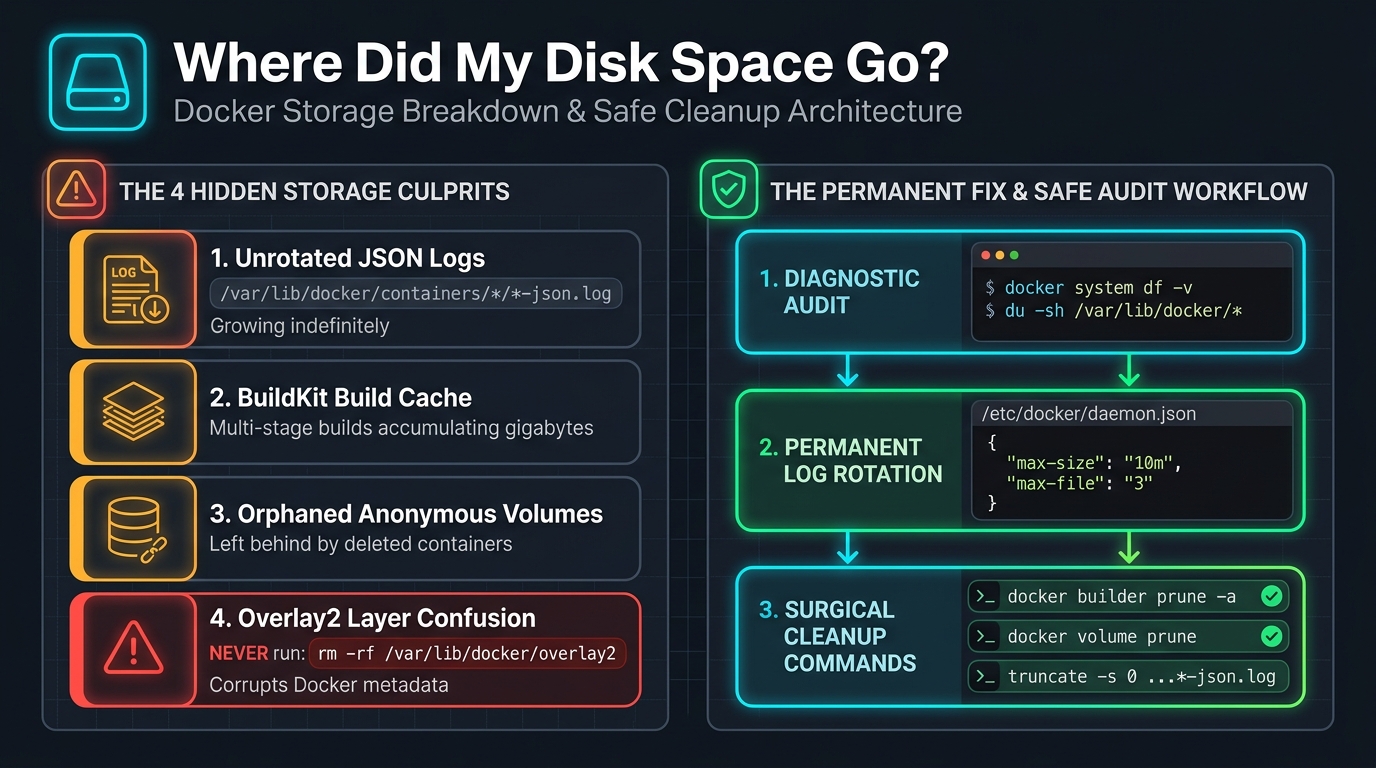 Where Did My Disk Space Go?
Docker Storage Breakdown & Safe Cleanup Architecture
THE 4 HIDDEN STORAGE CULPRITS
LOG
1. Unrotated JSON Logs
/var/lib/docker/containers/*/*-json.log
Growing indefinitely
2. BuildKit Build Cache
Multi-stage builds accumulating gigabytes
3. Orphaned Anonymous Volumes
Left behind by deleted containers
4. Overlay2 Layer Confusion
NEVER run: rm -rf /var/lib/docker/overlay2
Corrupts Docker metadata
THE PERMANENT FIX & SAFE AUDIT WORKFLOW
1. DIAGNOSTIC
AUDIT
$ docker system df -v
$ du -sh /var/lib/docker/*
2. PERMANENT
LOG ROTATION
/etc/docker/daemon.json
{
"max-size": "10m",
"max-file": "3"
}
3. SURGICAL
CLEANUP
COMMANDS
>_ docker builder prune -a
>_ docker volume prune
>_ truncate -s 0 ...*-json.log